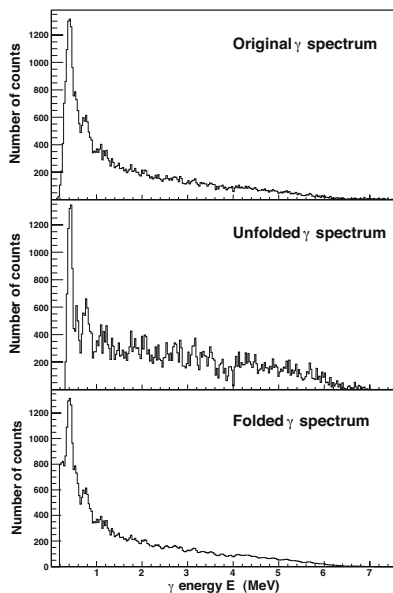 Original γ spectrum
Number of counts
1200
1000
800
600
400
200
Unfolded γ spectrum
Number of counts
1200
1000
800
600
400
200
Folded γ spectrum
Number of counts
1200
1000
800
600
400
200
0
1 2 3 4 5 6 7
γ energy E (MeV)